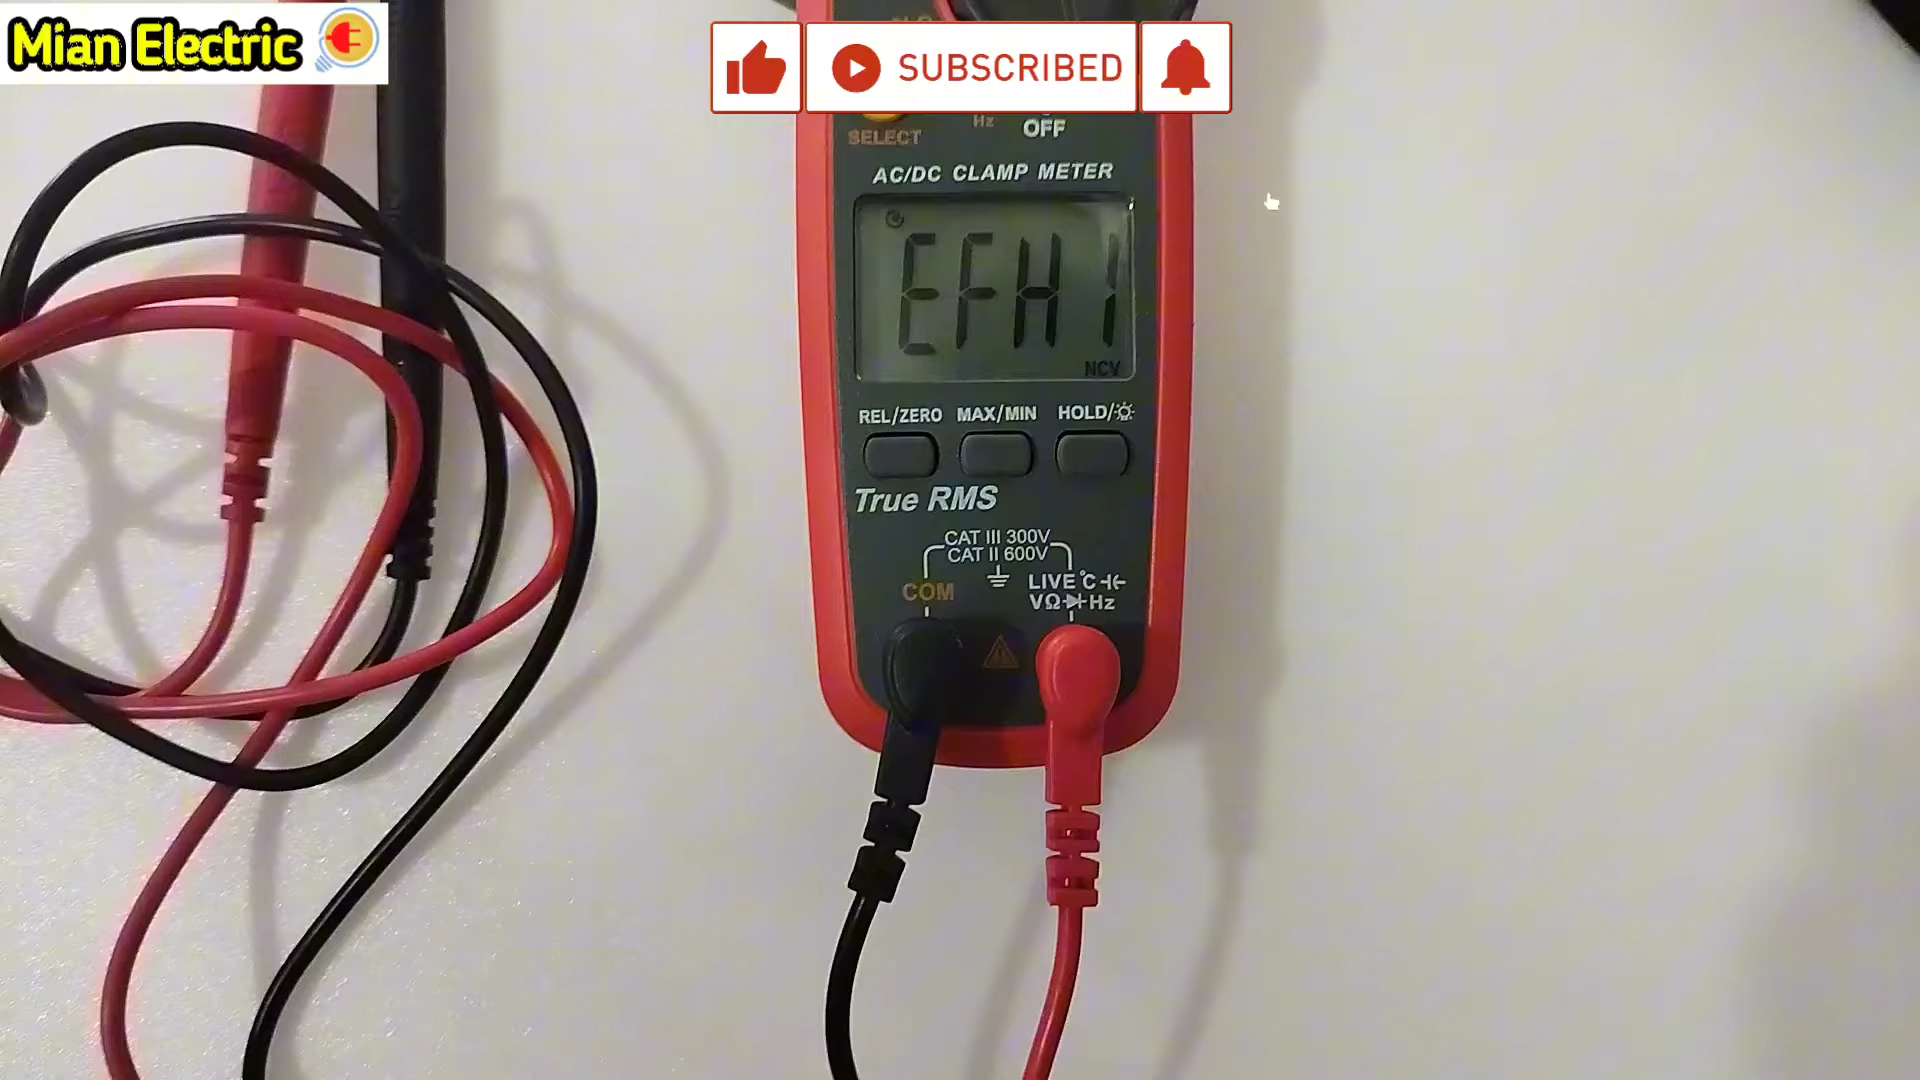 Mian Electric
SUBSCRIBED
SELECT
Hz
OFF
AC/DC CLAMP METER
EFHI
NCV
REL/ZERO MAX/MIN HOLD/
True RMS
CAT III 300V
CAT II 600V
COM
LIVE °C
VΩ Hz